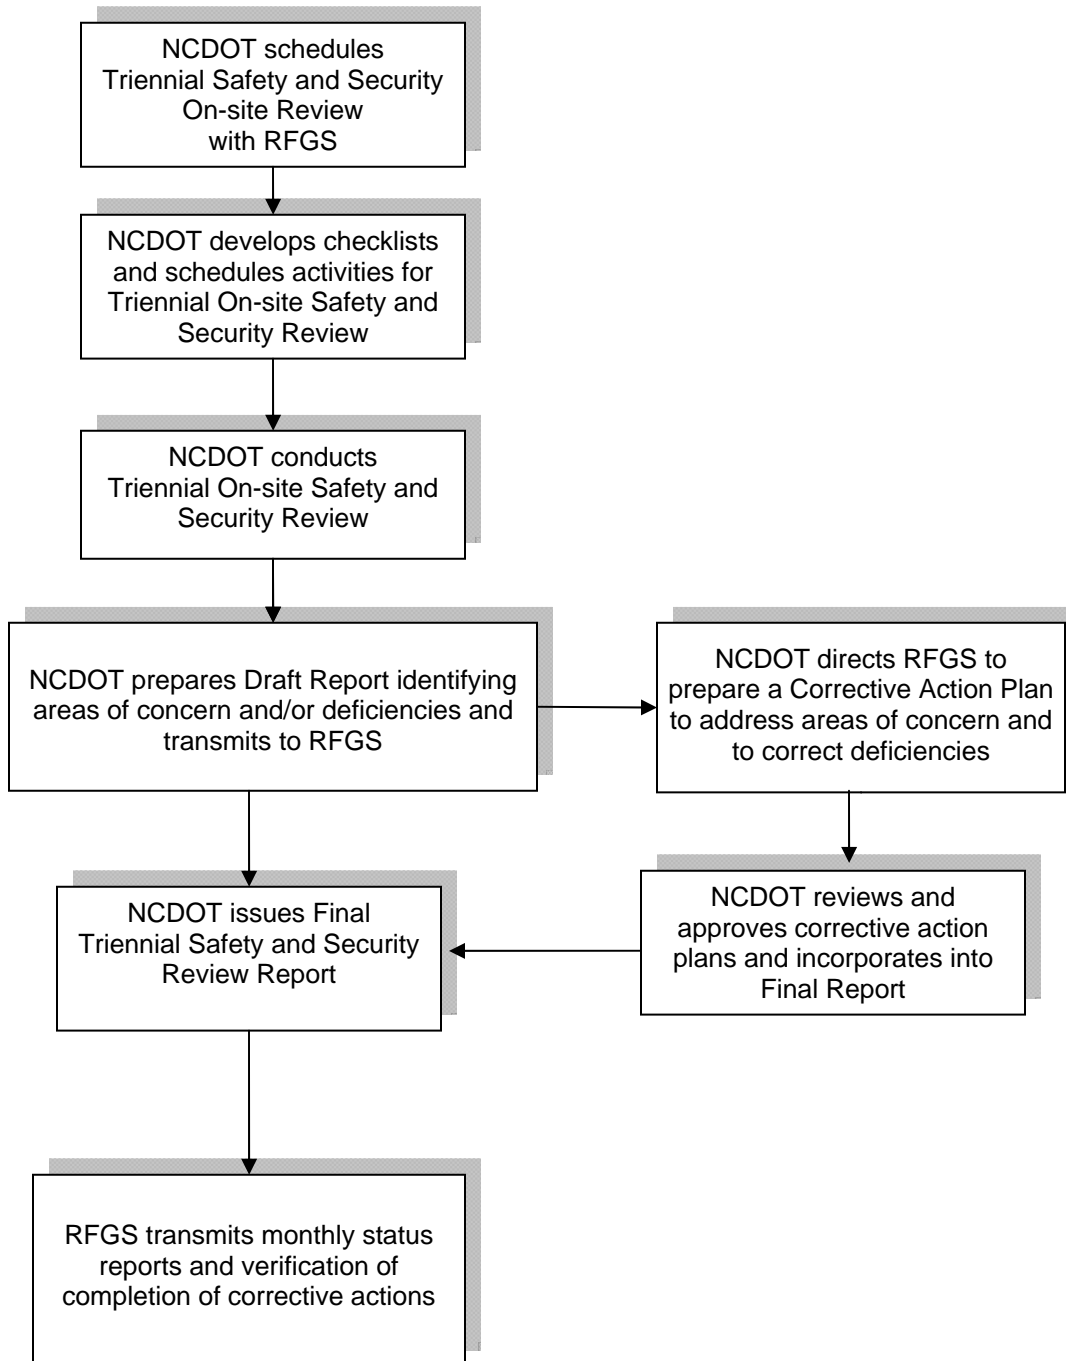 NCDOT schedules
Triennial Safety and Security
On-site Review
with RFGS
NCDOT develops checklists
and schedules activities for
Triennial On-site Safety and
Security Review
NCDOT conducts
Triennial On-site Safety and
Security Review
NCDOT prepares Draft Report identifying
areas of concern and/or deficiencies and
transmits to RFGS
NCDOT directs RFGS to
prepare a Corrective Action Plan
to address areas of concern and
to correct deficiencies
NCDOT reviews and
approves corrective action
plans and incorporates into
Final Report
NCDOT issues Final
Triennial Safety and Security
Review Report
RFGS transmits monthly status
reports and verification of
completion of corrective actions